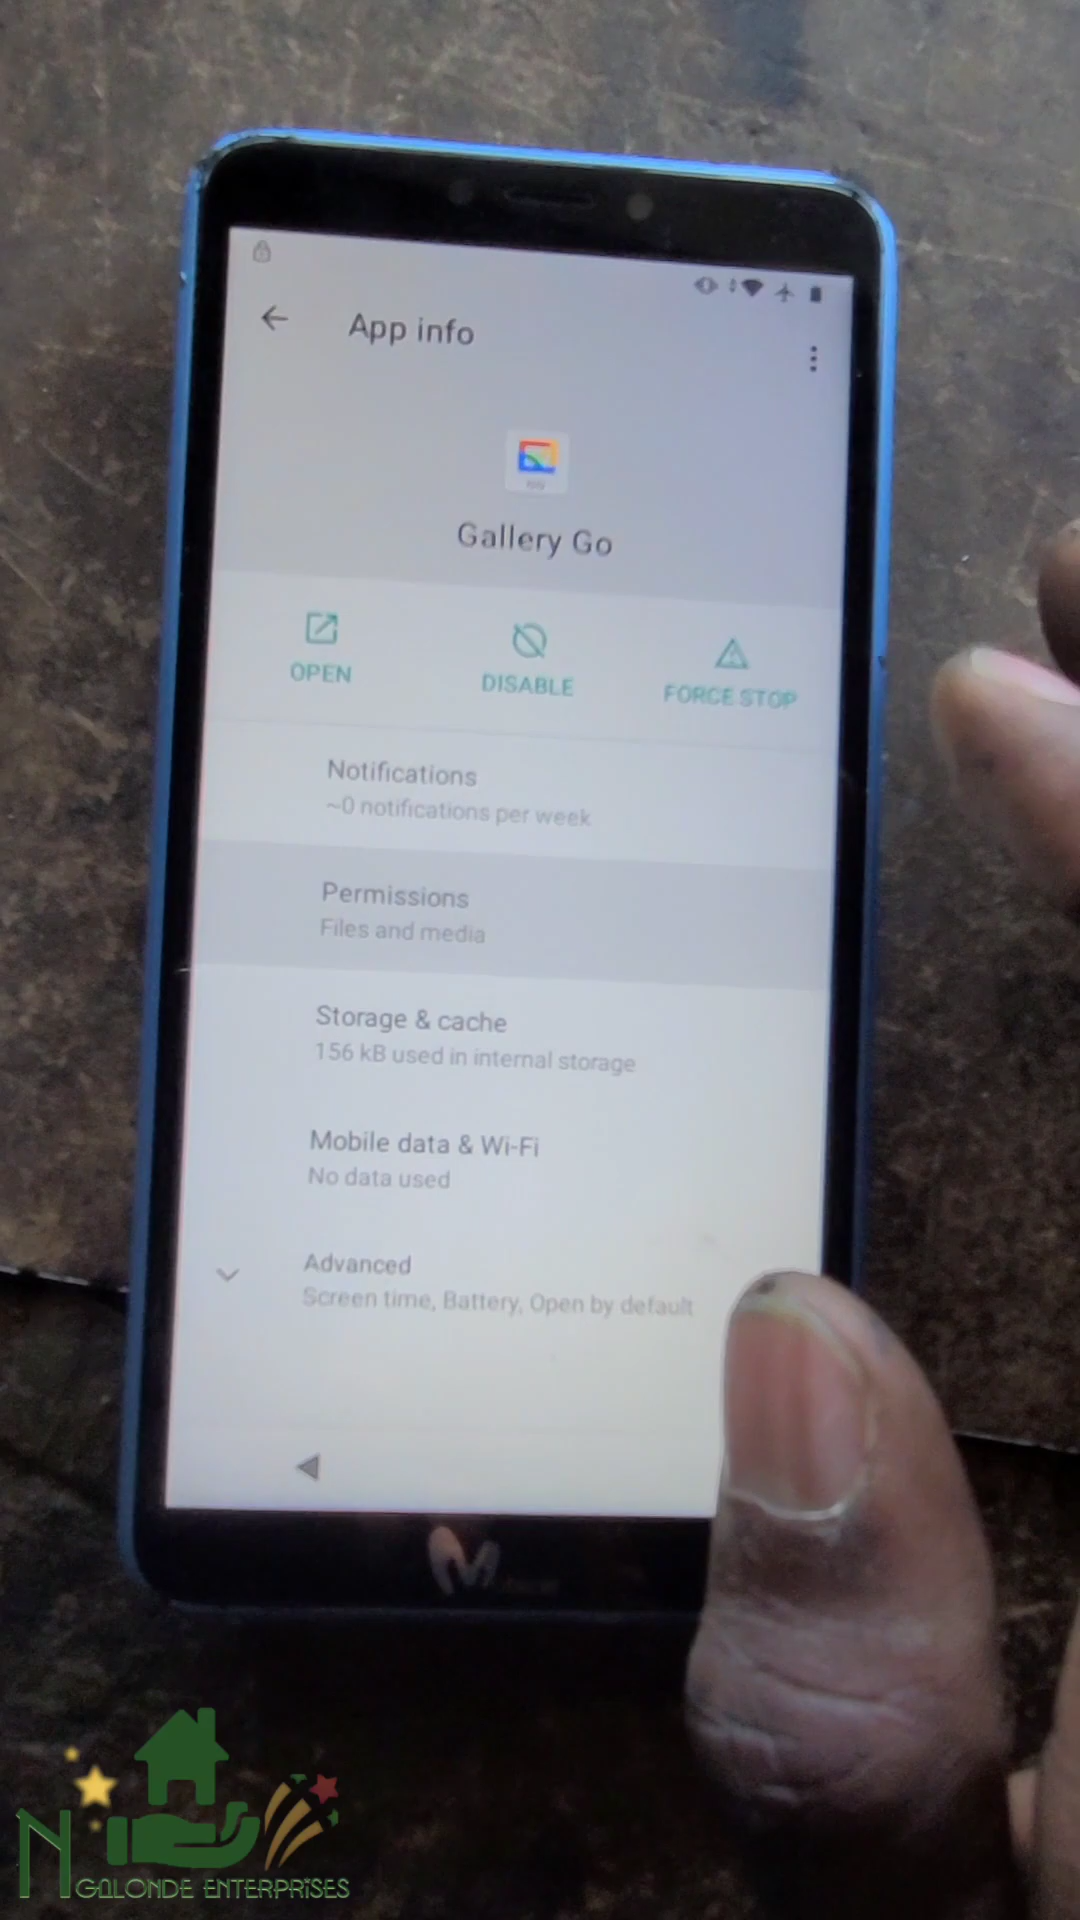 App info
Gallery Go
OPEN
DISABLE
FORCE STOP
Notifications
~0 notifications per week
Permissions
Files and media
Storage & cache
156 kB used in internal storage
Mobile data & Wi-Fi
No data used
Advanced
Screen time, Battery, Open by default
NGALONDE ENTERPRISES